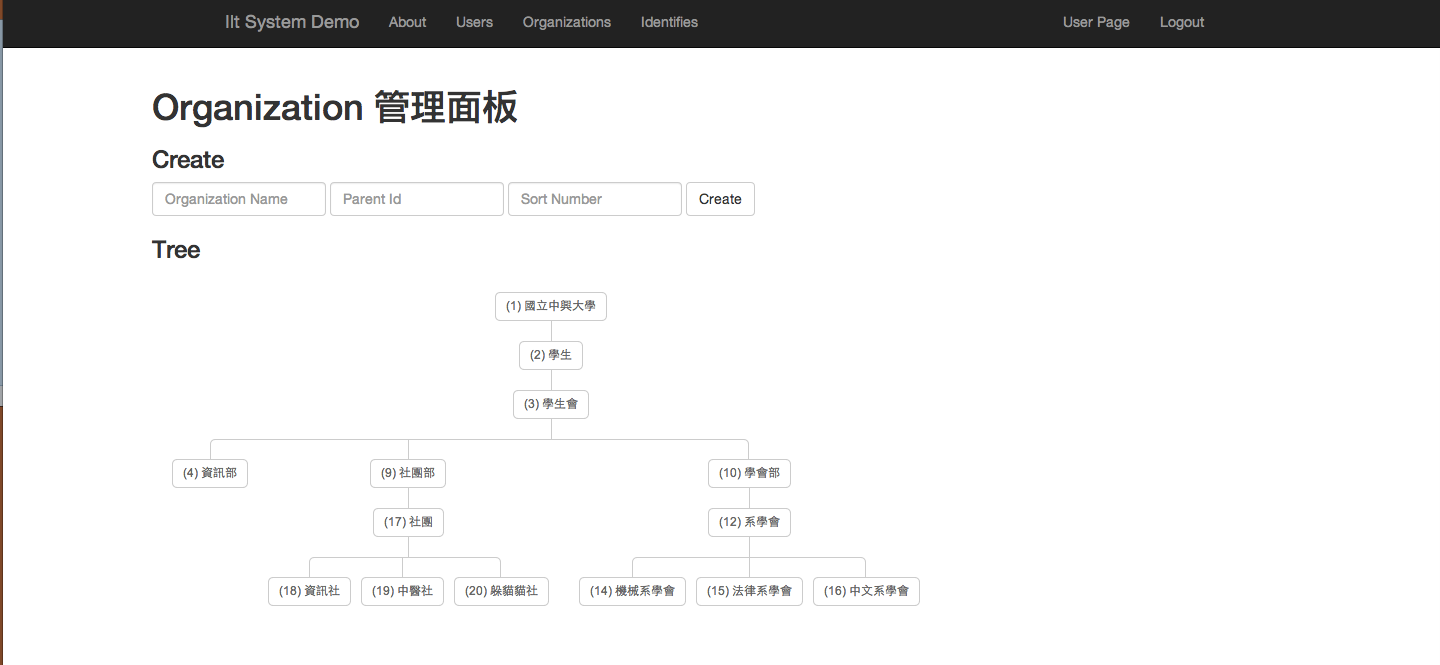 Ilt System Demo About Users Organizations Identifies User Page Logout
Organization 管理面板
Create
Organization Name Parent Id Sort Number Create
Tree
(1) 國立中興大學
(2) 學生
(3) 學生會
(4) 資訊部 (9) 社團部 (10) 學會部
(17) 社團 (12) 系學會
(18) 資訊社 (19) 中醫社 (20) 躲貓貓社 (14) 機械系學會 (15) 法律系學會 (16) 中文系學會